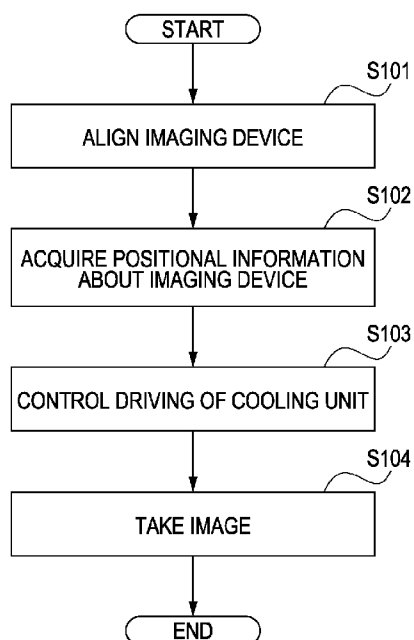 START
S101
ALIGN IMAGING DEVICE
S102
ACQUIRE POSITIONAL INFORMATION
ABOUT IMAGING DEVICE
S103
CONTROL DRIVING OF COOLING UNIT
S104
TAKE IMAGE
END